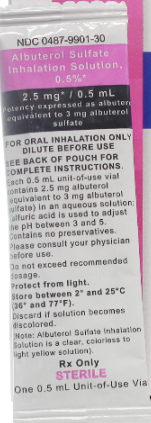 NDC 0487-9901-30
Albuterol Sulfate
Inhalation Solution,
0.5%*
2.5 mg* / 0.5 mL
Potency expressed as albuterol
equivalent to 3 mg albuterol
sulfate
FOR ORAL INHALATION ONLY
DILUTE BEFORE USE
SEE BACK OF POUCH FOR
COMPLETE INSTRUCTIONS.
Each 0.5 mL unit-of-use vial
contains 2.5 mg albuterol
(equivalent to 3 mg albuterol
sulfate) in an aqueous solution;
sulfuric acid is used to adjust
the pH between 3 and 5.
Contains no preservatives.
Please consult your physician
before use.
Do not exceed recommended
dosage.
Protect from light.
Store between 2° and 25°C
(36° and 77°F).
Discard if solution becomes
discolored.
(Note: Albuterol Sulfate Inhalation
Solution is a clear, colorless to
light yellow solution).
Rx Only
STERILE
One 0.5 mL Unit-of-Use Via